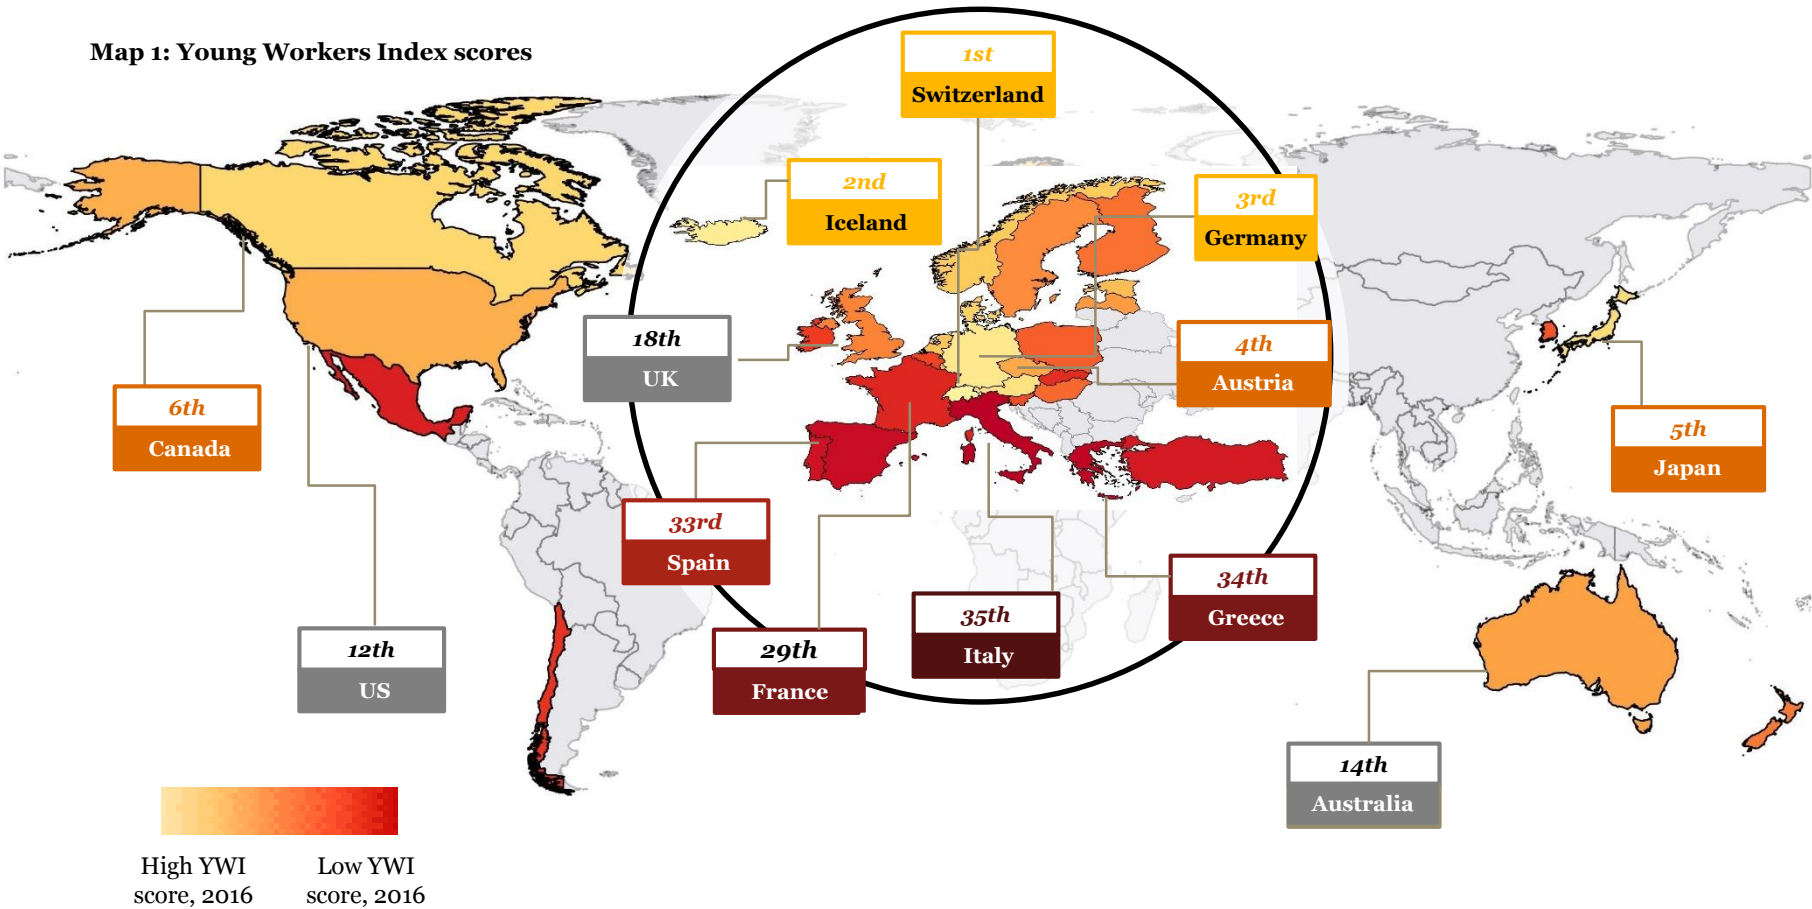 Map 1: Young Workers Index scores
1st
Switzerland
2nd
Iceland
3rd
Germany
18th
UK
4th
Austria
6th
Canada
5th
Japan
33rd
Spain
34th
Greece
35th
Italy
29th
France
12th
US
14th
Australia
High YWI
score, 2016
Low YWI
score, 2016